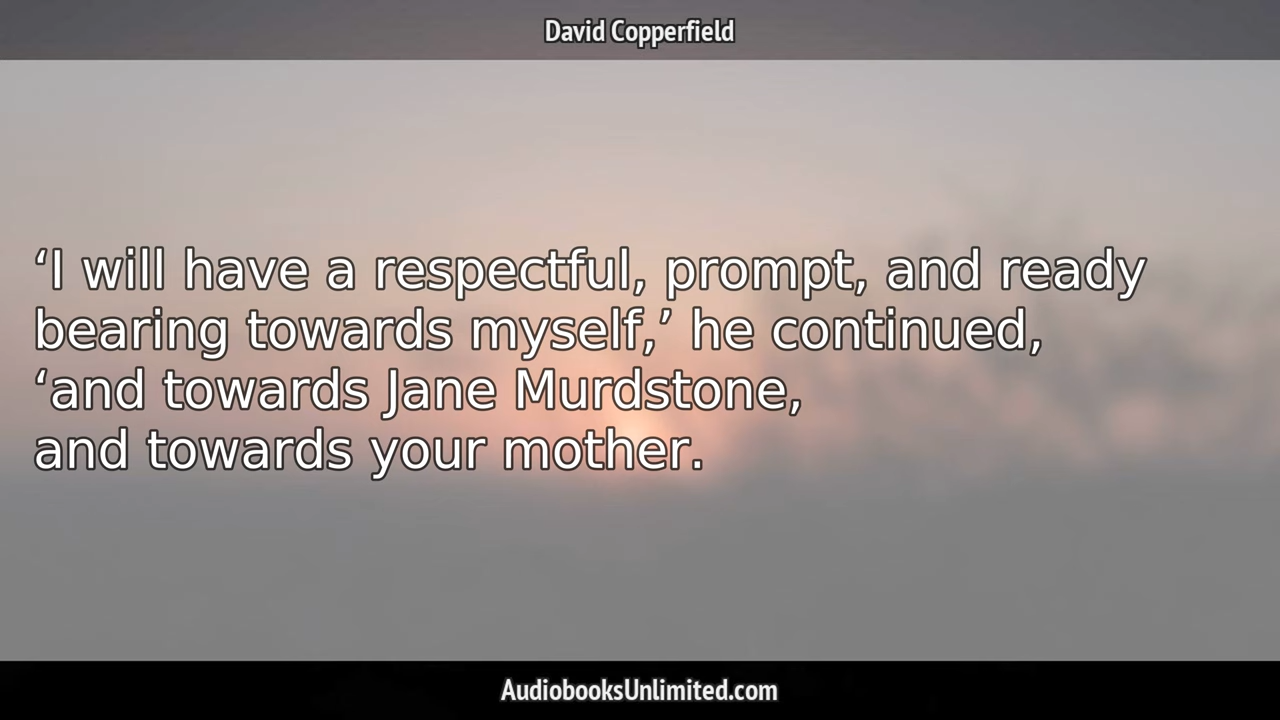 David Copperfield
‘I will have a respectful, prompt, and ready
bearing towards myself,’ he continued,
‘and towards Jane Murdstone,
and towards your mother.
AudiobooksUnlimited.com